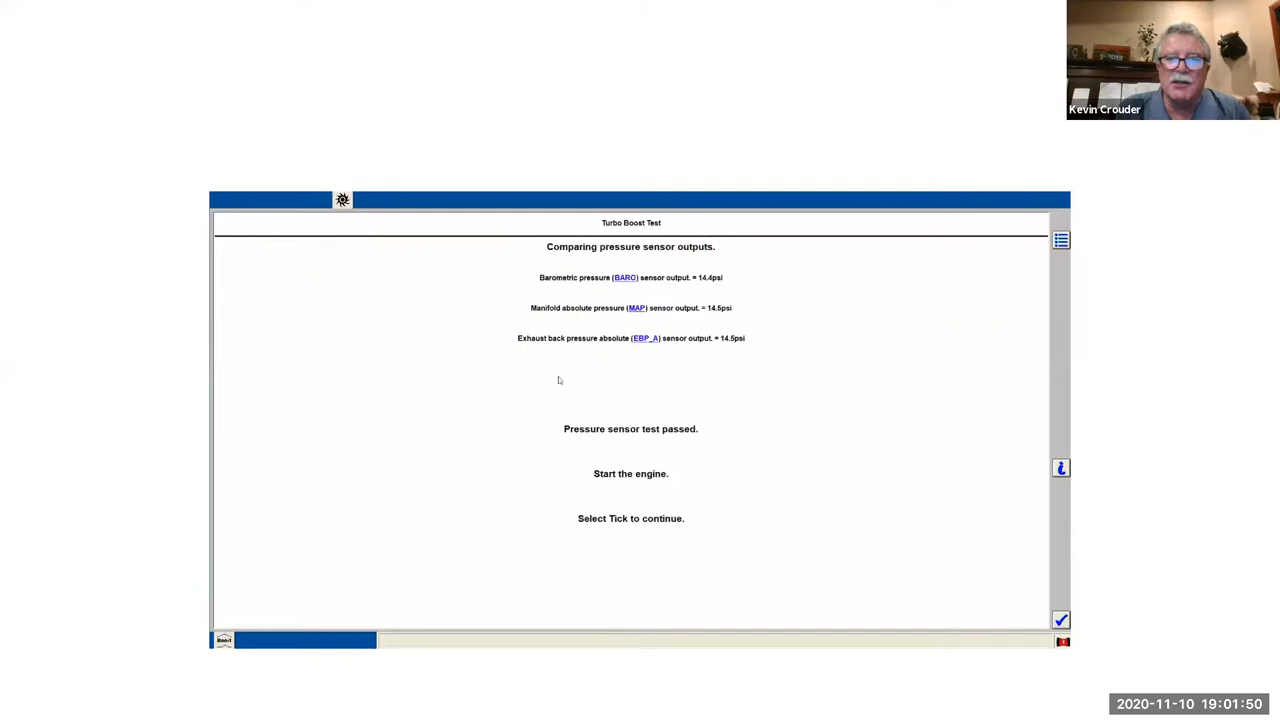 Kevin Crouder
Turbo Boost Test
Comparing pressure sensor outputs.
Barometric pressure (BARO) sensor output. = 14.4psi
Manifold absolute pressure (MAP) sensor output. = 14.5psi
Exhaust back pressure absolute (EBP_A) sensor output. = 14.5psi
Pressure sensor test passed.
Start the engine.
Select Tick to continue.
Boost
2020-11-10 19:01:50